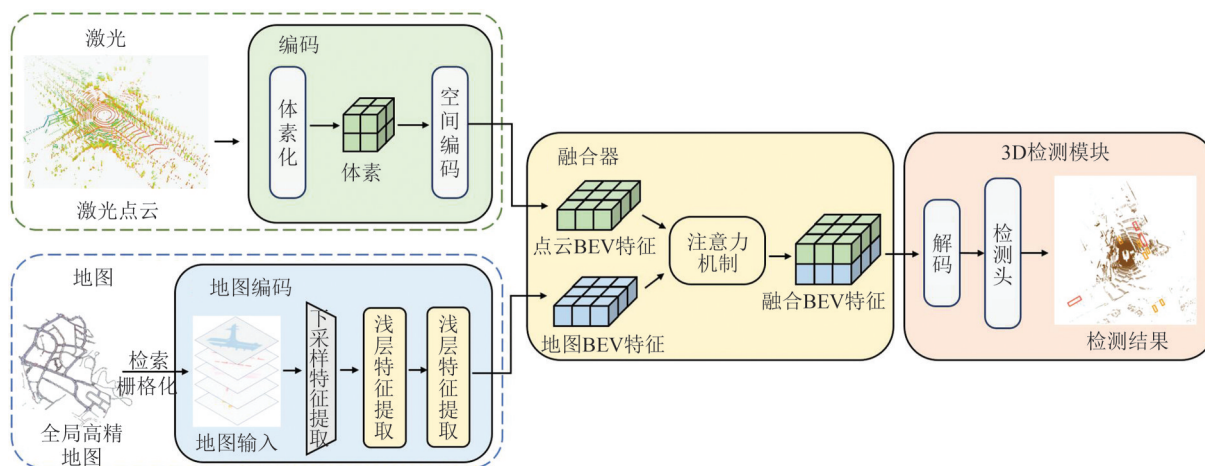 激光
激光点云
编码
体素化
体素
空间编码
地图
全局高精
地图
检索
栅格化
地图编码
地图输入
下采样特征提取
浅层特征提取
浅层特征提取
融合器
点云BEV特征
地图BEV特征
注意力
机制
融合BEV特征
3D检测模块
解码
检测头
检测结果